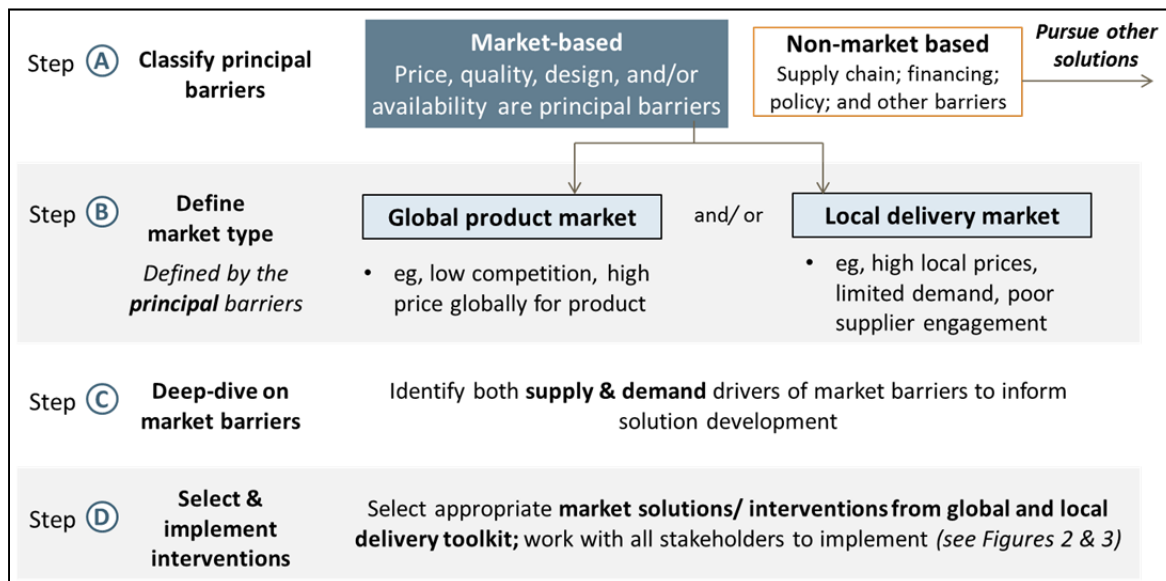 Step A
Classify principal
barriers
Market-based
Price, quality, design, and/or
availability are principal barriers
Non-market based
Supply chain; financing;
policy; and other barriers
Pursue other
solutions
Step B
Define
market type
Defined by the
principal barriers
Global product market
and/ or
Local delivery market
• eg, low competition, high
price globally for product
• eg, high local prices,
limited demand, poor
supplier engagement
Step C
Deep-dive on
market barriers
Identify both supply & demand drivers of market barriers to inform
solution development
Step D
Select &
implement
interventions
Select appropriate market solutions/ interventions from global and local
delivery toolkit; work with all stakeholders to implement (see Figures 2 & 3)